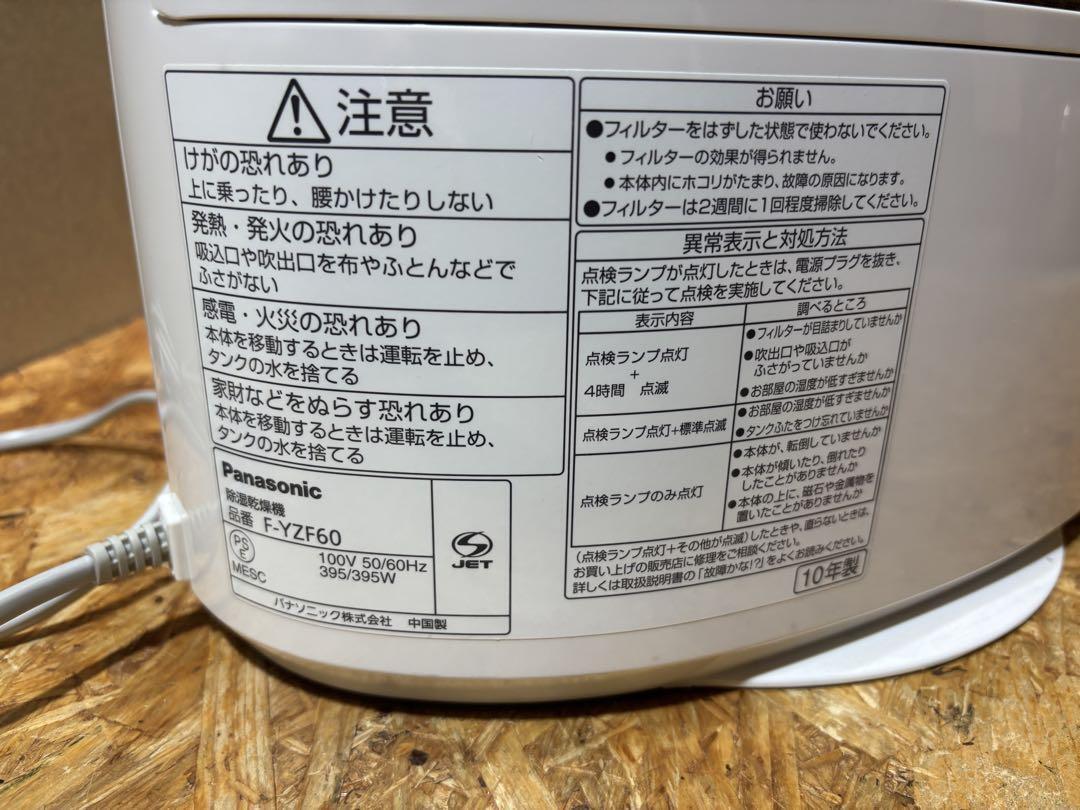 注意
けがの恐れあり
上に乗ったり、腰かけたりしない
発熱・発火の恐れあり
吸込口や吹出口を布やふとんなどで
ふさがない
感電・火災の恐れあり
本体を移動するときは運転を止め、
タンクの水を捨てる
家財などをぬらす恐れあり
本体を移動するときは運転を止め、
タンクの水を捨てる
Panasonic
除湿乾燥機
品番 F-YZF60
PS
E
MESC
100V 50/60Hz
395/395W
JET
パナソニック株式会社 中国製
お願い
●フィルターをはずした状態で使わないでください。
●フィルターの効果が得られません。
●本体内にホコリがたまり、故障の原因になります。
●フィルターは2週間に1回程度掃除してください。
異常表示と対処方法
点検ランプが点灯したときは、電源プラグを抜き、
下記に従って点検を実施してください。
表示内容 調べるところ
点検ランプ点灯
+
4時間 点滅
●フィルターが目詰まりしていませんか
●吹出口や吸込口が
ふさがっていませんか
●お部屋の湿度が低すぎませんか
点検ランプ点灯+標準点滅
●お部屋の温度が低すぎませんか
●タンクふたをつけ忘れていませんか
点検ランプのみ点灯
●本体が、転倒していませんか
●本体が傾いたり、倒れたり
したことがありませんか
●本体の上に、磁石や金属物を
置いたことがありませんか
(点検ランプ点灯+その他が点滅)したときや、直らないときは、
お買い上げの販売店に修理をご相談ください。
詳しくは取扱説明書の「故障かな!?」をよくお読みください。
10年製